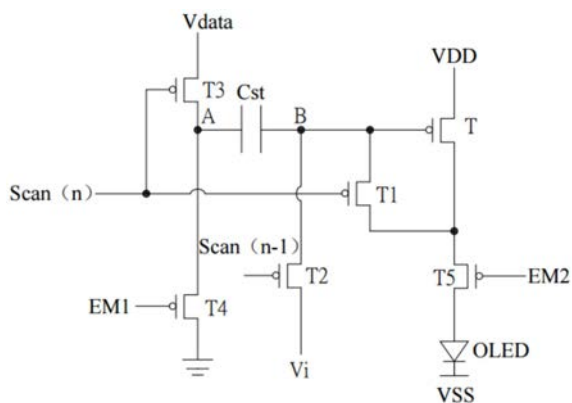 Vdata
VDD
T3
Cst
A
B
T
Scan（n）
T1
Scan（n-1）
T2
T5
EM2
EM1
T4
OLED
Vi
VSS